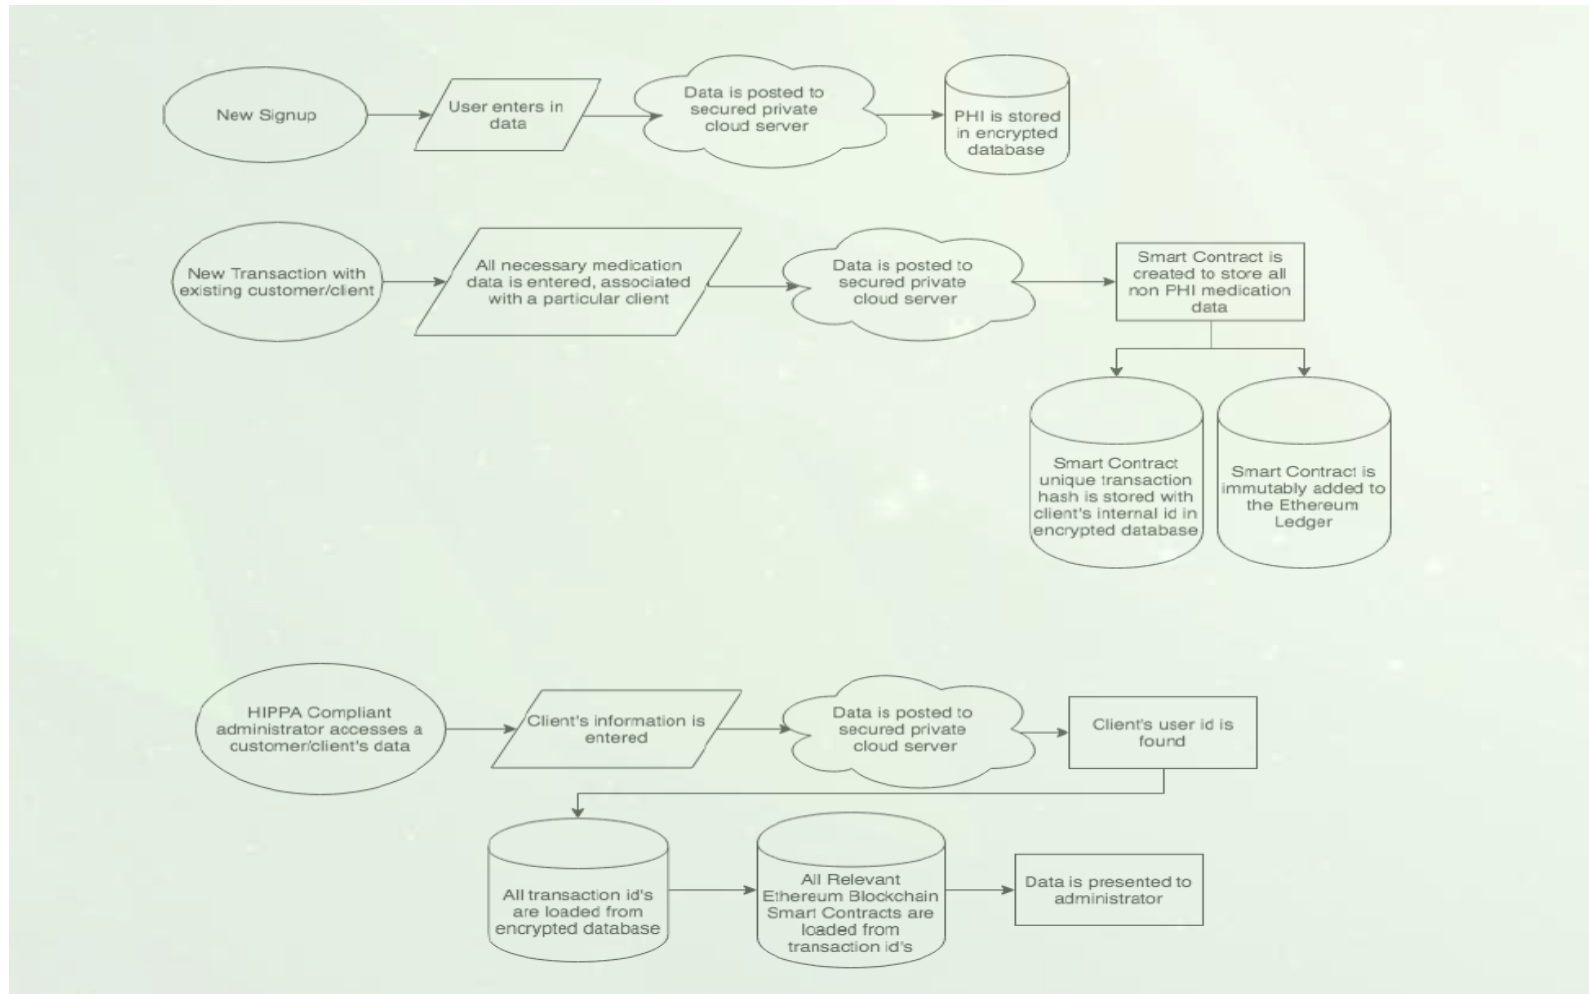 New Signup
User enters in
data
Data is posted to
secured private
cloud server
PHI is stored
in encrypted
database
New Transaction with
existing customer/client
All necessary medication
data is entered, associated
with a particular client
Data is posted to
secured private
cloud server
Smart Contract is
created to store all
non PHI medication
data
Smart Contract
unique transaction
hash is stored with
client's internal id in
encrypted database
Smart Contract is
immutably added to
the Ethereum
Ledger
HIPPA Compliant
administrator accesses a
customer/client's data
Client's information is
entered
Data is posted to
secured private
cloud server
Client's user id is
found
All transaction id's
are loaded from
encrypted database
All Relevant
Ethereum Blockchain
Smart Contracts are
loaded from
transaction id's
Data is presented to
administrator